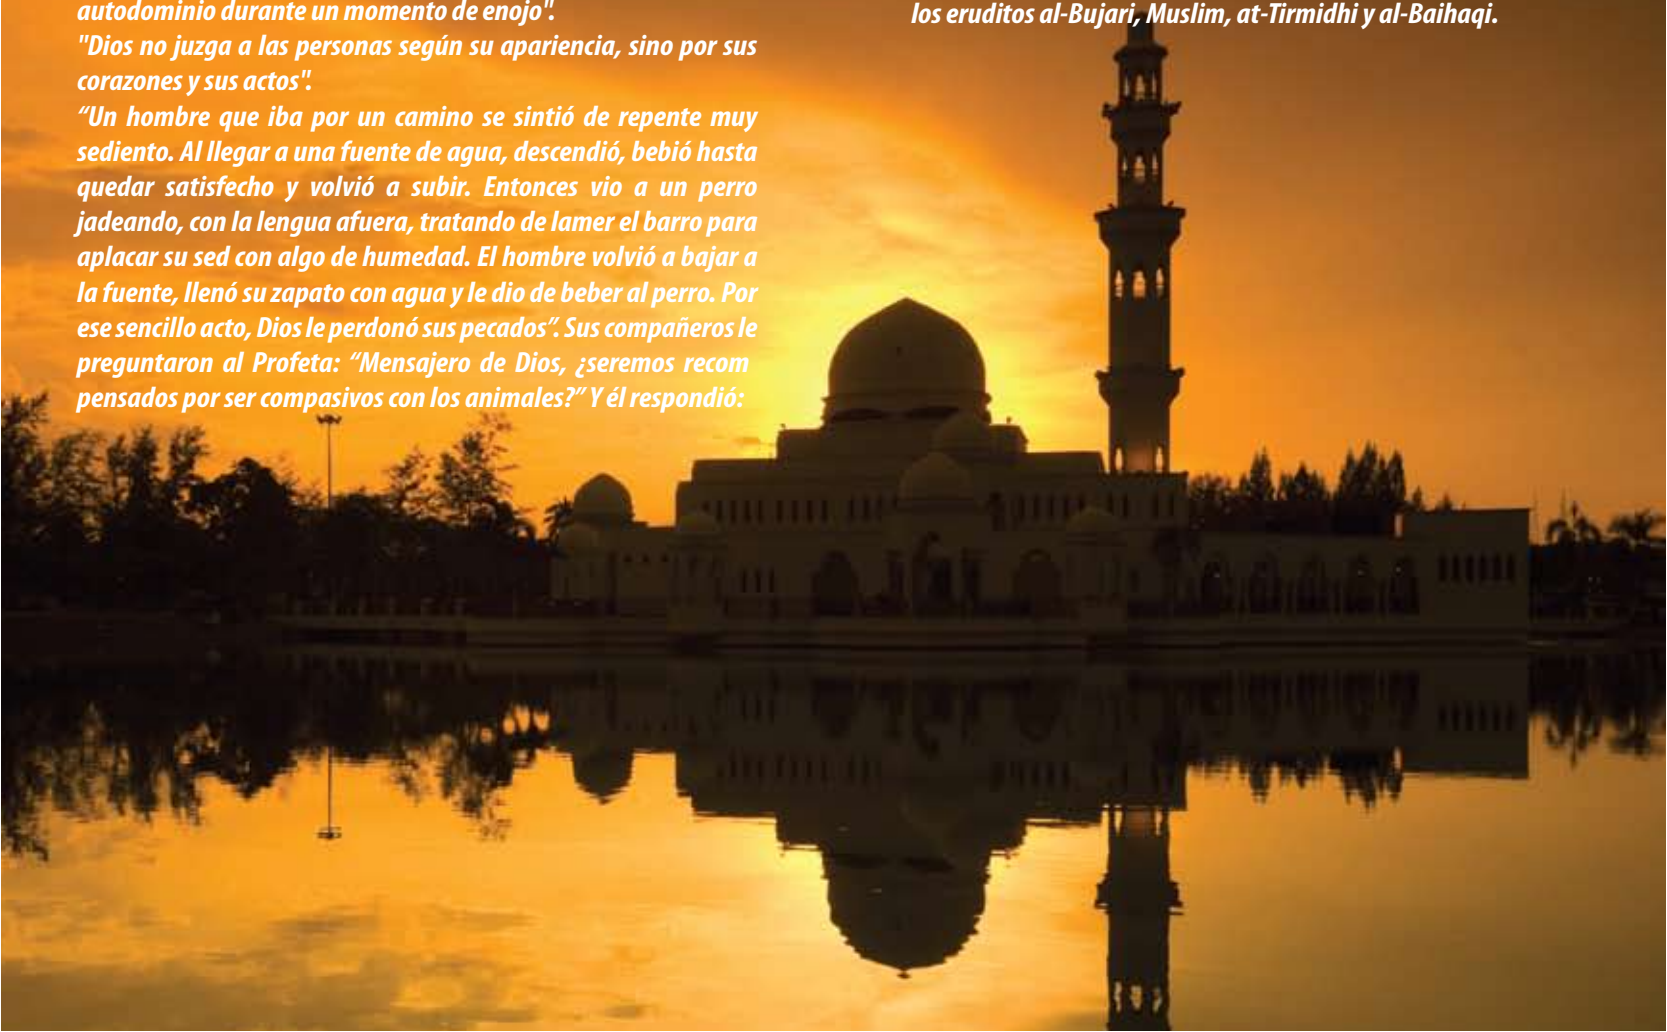 autodominio durante un momento de enojo".
"Dios no juzga a las personas según su apariencia, sino por sus
corazones y sus actos".
“Un hombre que iba por un camino se sintió de repente muy
sediento. Al llegar a una fuente de agua, descendió, bebió hasta
quedar satisfecho y volvió a subir. Entonces vio a un perro
jadeando, con la lengua afuera, tratando de lamer el barro para
aplacar su sed con algo de humedad. El hombre volvió a bajar a
la fuente, llenó su zapato con agua y le dio de beber al perro. Por
ese sencillo acto, Dios le perdonó sus pecados”. Sus compañeros le
preguntaron al Profeta: “Mensajero de Dios, ¿seremos recom
pensados por ser compasivos con los animales?” Y él respondió:
los eruditos al-Bujari, Muslim, at-Tirmidhi y al-Baihaqi.